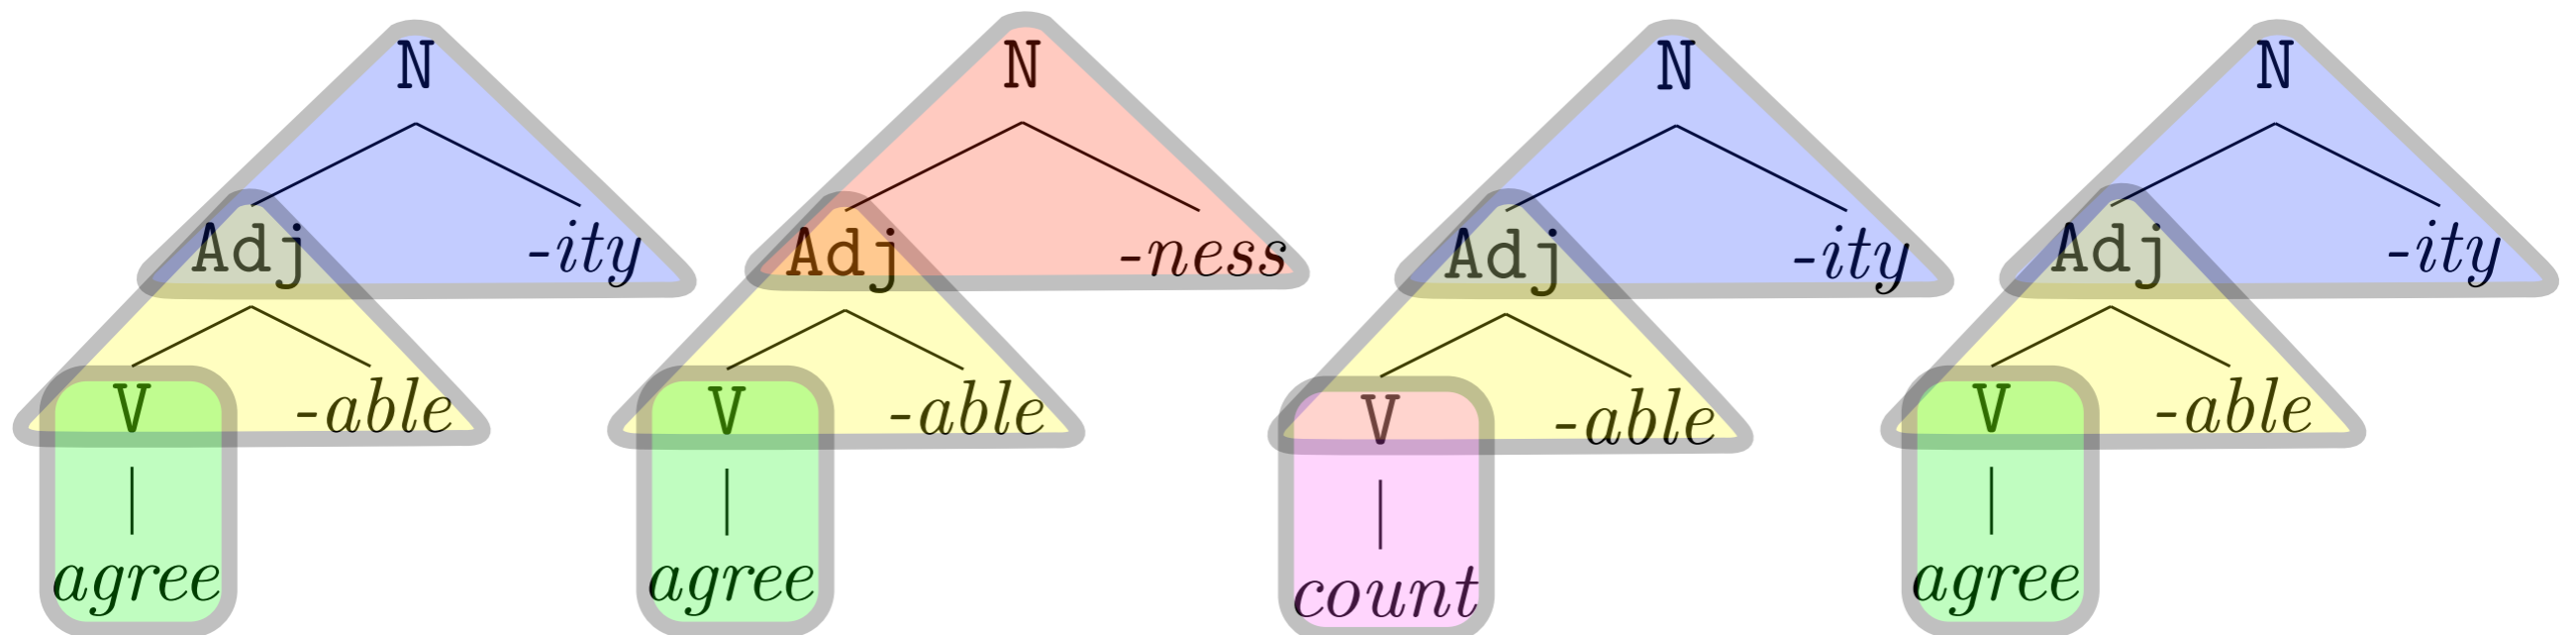 N N N N
Adj -ity Adj -ness Adj -ity Adj -ity
V -able V -able V -able V -able
agree agree count agree